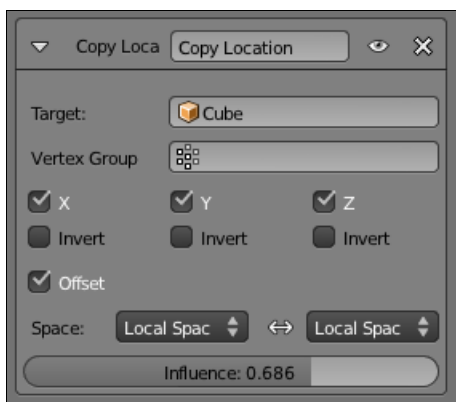 Copy Loca Copy Location
Target: Cube
Vertex Group
X Y Z
Invert Invert Invert
Offset
Space: Local Spac Local Spac
Influence: 0.686